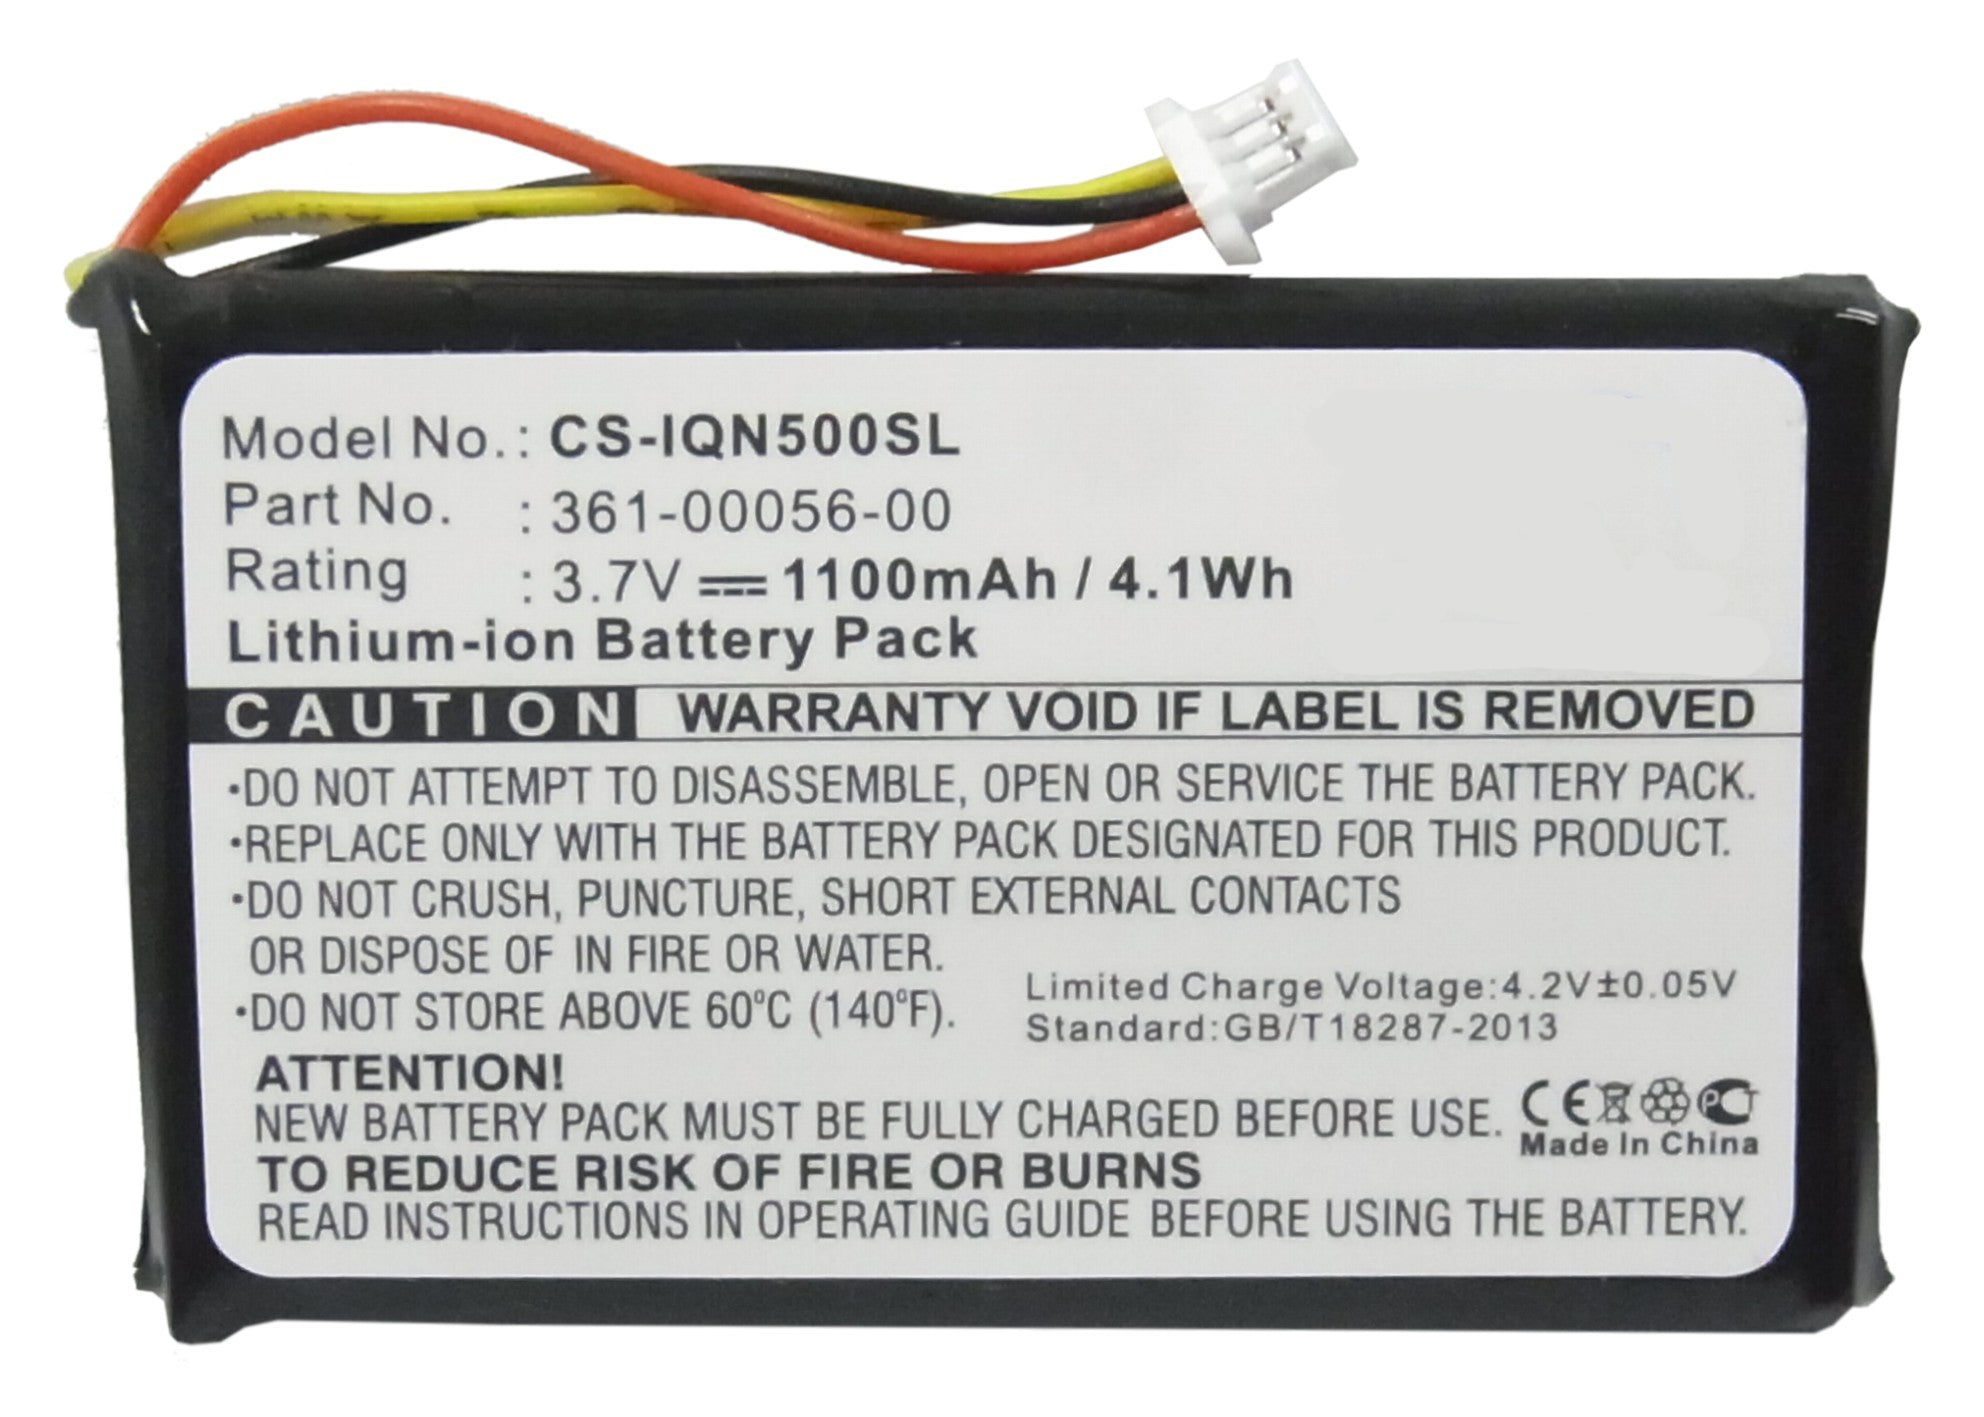 Model No.: CS-IQN500SL
Part No. : 361-00056-00
Rating : 3.7V ⎓ 1100mAh / 4.1Wh
Lithium-ion Battery Pack
CAUTION WARRANTY VOID IF LABEL IS REMOVED
•DO NOT ATTEMPT TO DISASSEMBLE, OPEN OR SERVICE THE BATTERY PACK.
•REPLACE ONLY WITH THE BATTERY PACK DESIGNATED FOR THIS PRODUCT.
•DO NOT CRUSH, PUNCTURE, SHORT EXTERNAL CONTACTS
OR DISPOSE OF IN FIRE OR WATER.
•DO NOT STORE ABOVE 60°C (140°F).
Limited Charge Voltage:4.2V±0.05V
Standard:GB/T18287-2013
ATTENTION!
NEW BATTERY PACK MUST BE FULLY CHARGED BEFORE USE.
CE PCT
Made In China
TO REDUCE RISK OF FIRE OR BURNS
READ INSTRUCTIONS IN OPERATING GUIDE BEFORE USING THE BATTERY.